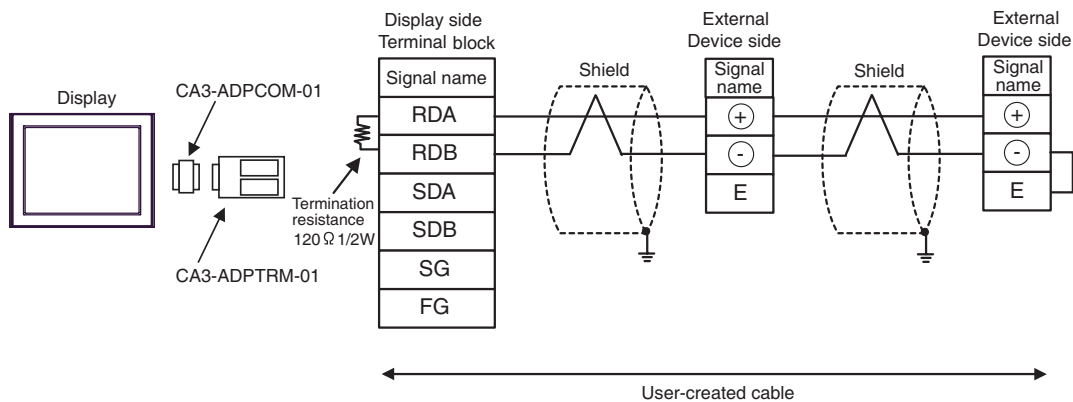 Display
CA3-ADPCOM-01
CA3-ADPTRM-01
Termination
resistance
120 Ω 1/2W
Display side
Terminal block
Signal name
RDA
RDB
SDA
SDB
SG
FG
Shield
External
Device side
Signal
name
+
-
E
Shield
External
Device side
Signal
name
+
-
E
User-created cable